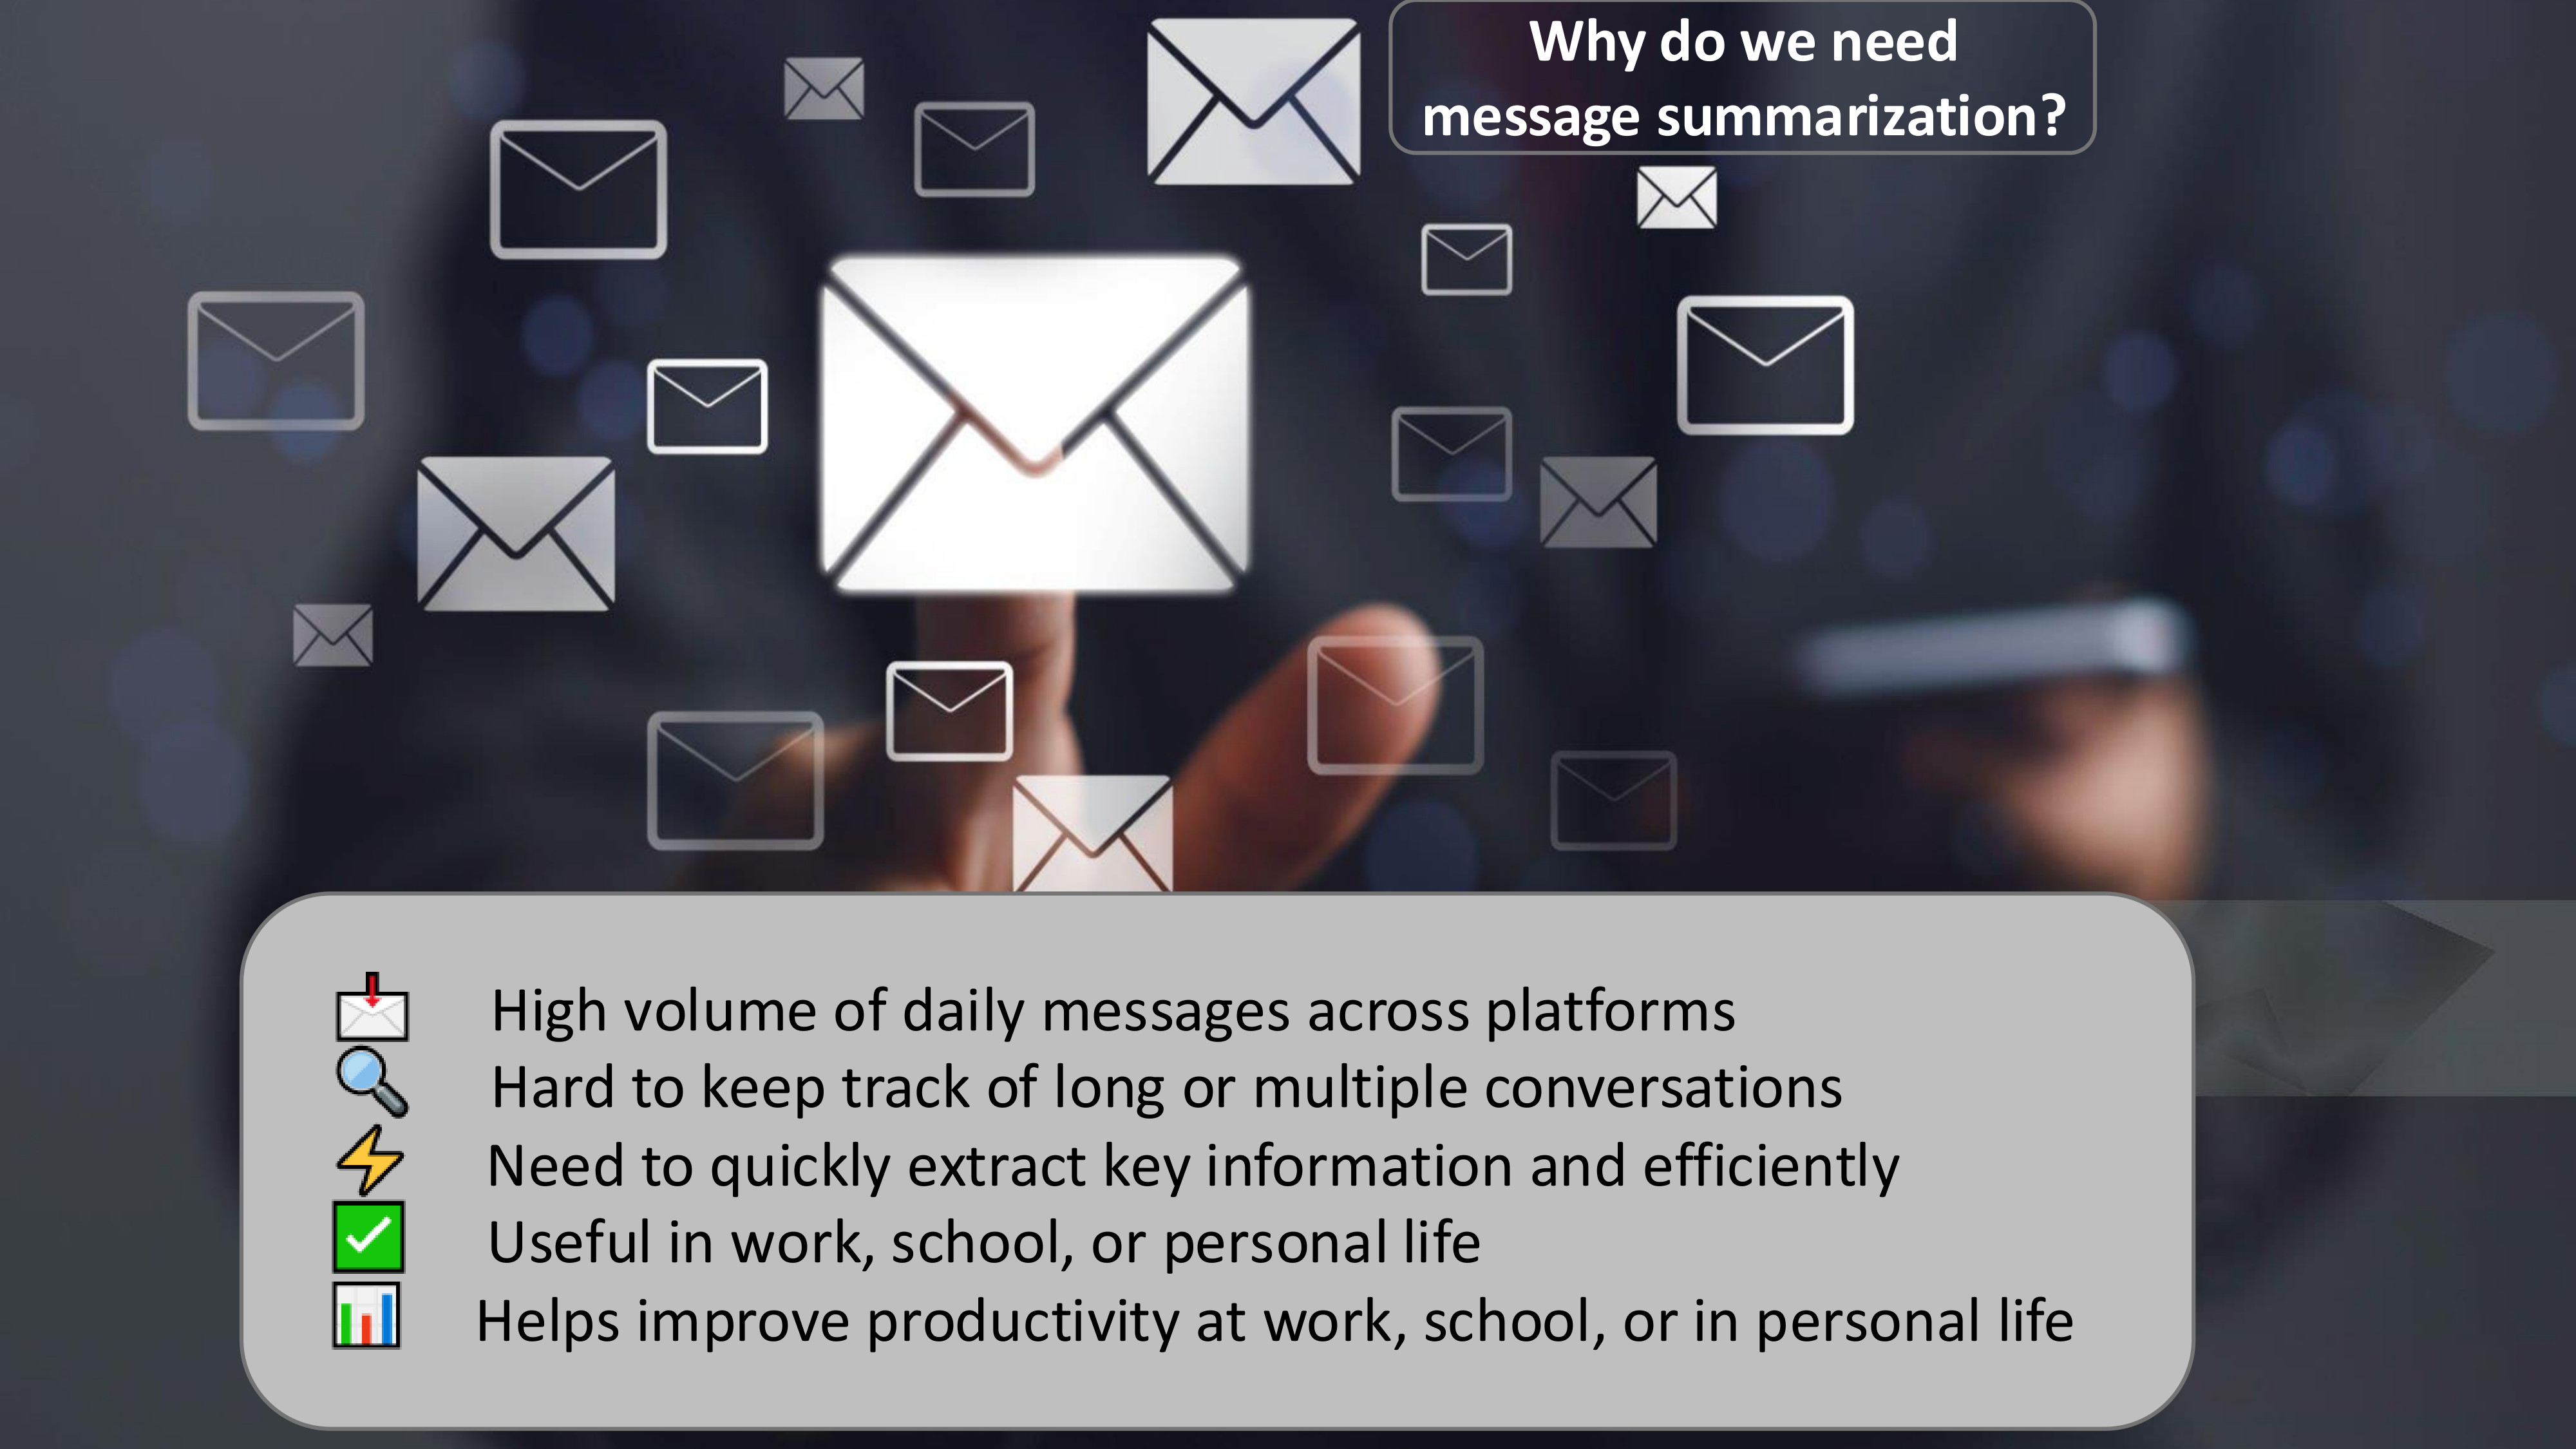 Why do we need
message summarization?
High volume of daily messages across platforms
Hard to keep track of long or multiple conversations
Need to quickly extract key information and efficiently
Useful in work, school, or personal life
Helps improve productivity at work, school, or in personal life